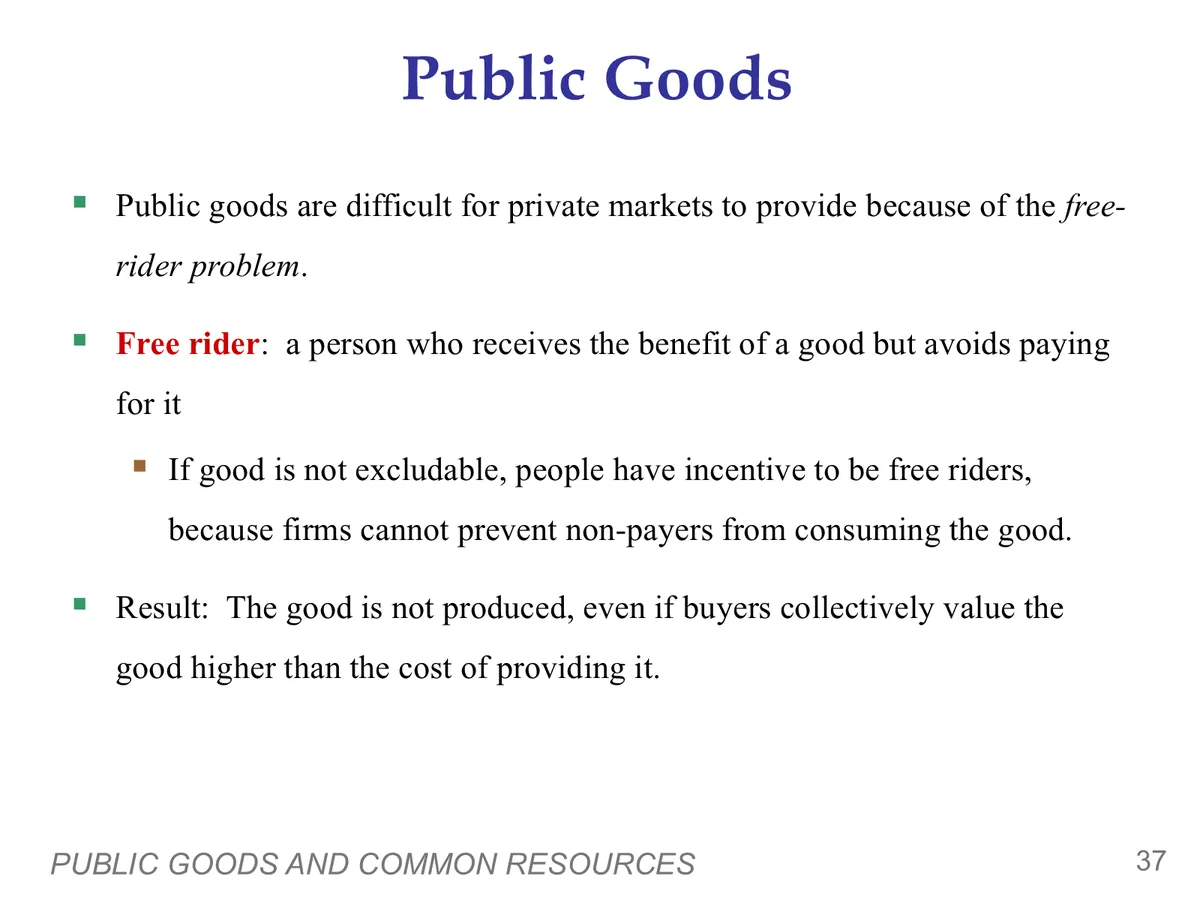 Public Goods
Public goods are difficult for private markets to provide because of the free-
rider problem.
Free rider:  a person who receives the benefit of a good but avoids paying
for it
If good is not excludable, people have incentive to be free riders,
because firms cannot prevent non-payers from consuming the good.
Result:  The good is not produced, even if buyers collectively value the
good higher than the cost of providing it.
PUBLIC GOODS AND COMMON RESOURCES
37